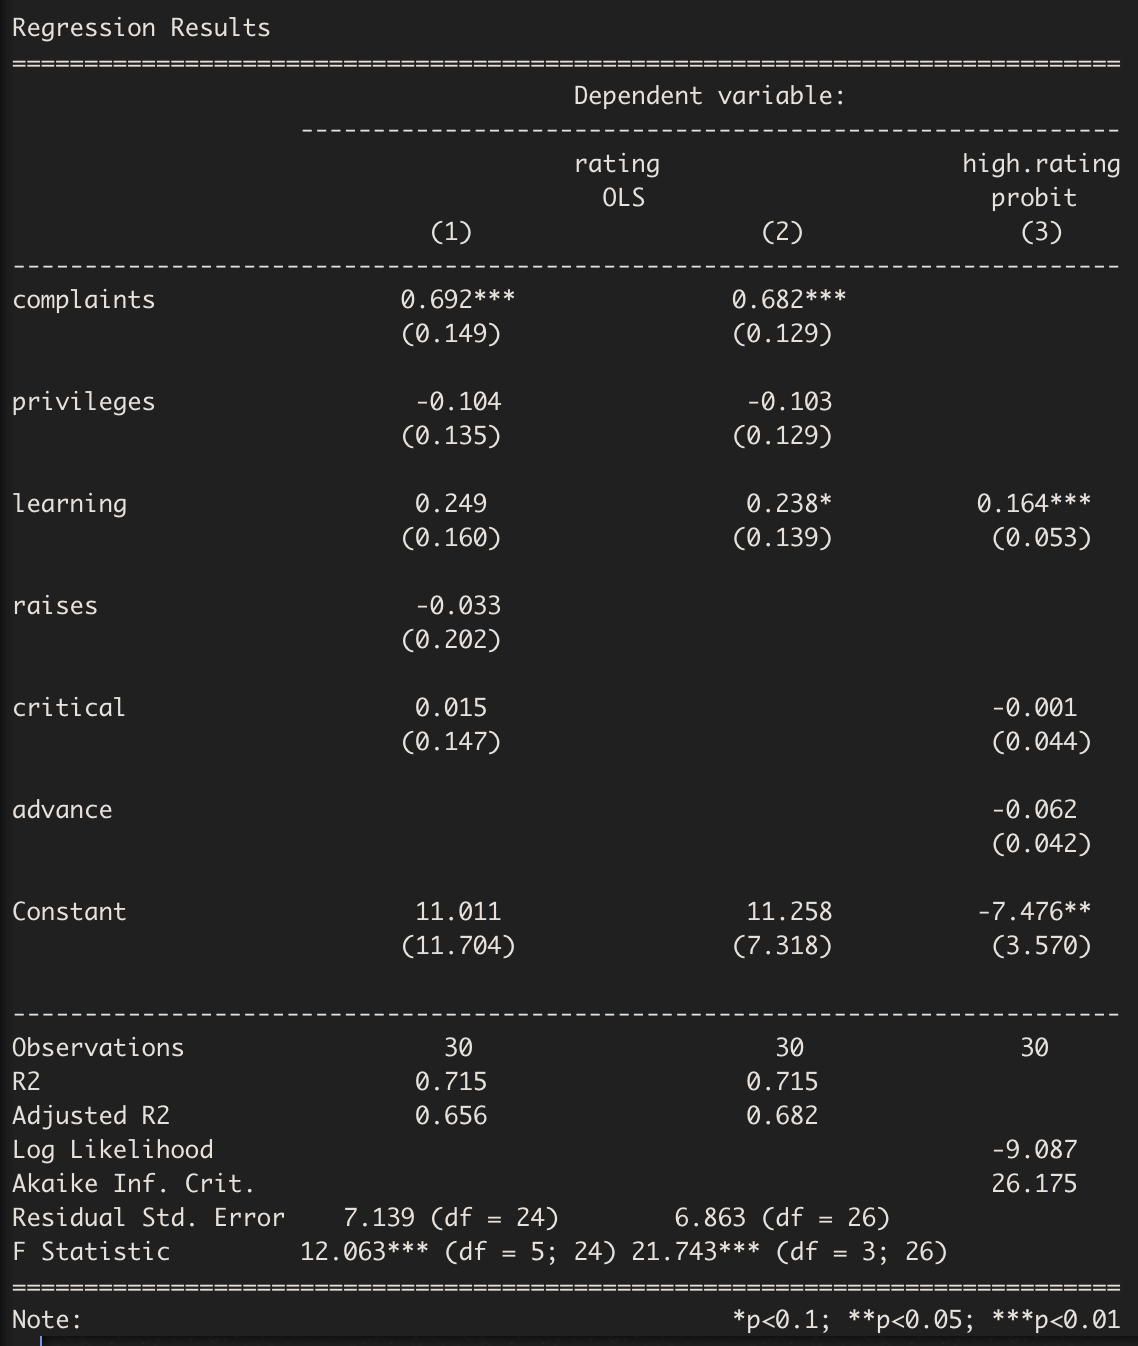 Regression Results
=============================================================================
Dependent variable:
---------------------------------------------------------
rating high.rating
OLS probit
(1) (2) (3)
-----------------------------------------------------------------------------
complaints 0.692*** 0.682***
(0.149) (0.129)
privileges -0.104 -0.103
(0.135) (0.129)
learning 0.249 0.238* 0.164***
(0.160) (0.139) (0.053)
raises -0.033
(0.202)
critical 0.015 -0.001
(0.147) (0.044)
advance -0.062
(0.042)
Constant 11.011 11.258 -7.476**
(11.704) (7.318) (3.570)
-----------------------------------------------------------------------------
Observations 30 30 30
R2 0.715 0.715
Adjusted R2 0.656 0.682
Log Likelihood -9.087
Akaike Inf. Crit. 26.175
Residual Std. Error 7.139 (df = 24) 6.863 (df = 26)
F Statistic 12.063*** (df = 5; 24) 21.743*** (df = 3; 26)
=============================================================================
Note: *p<0.1; **p<0.05; ***p<0.01